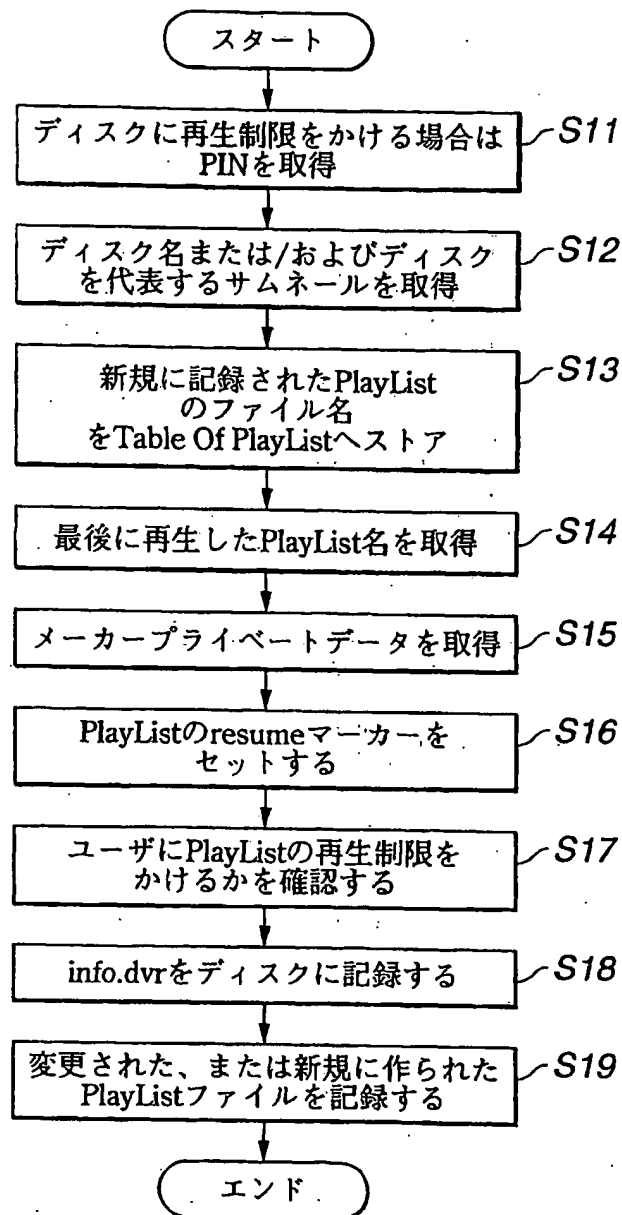 スタート
ディスクに再生制限をかける場合は
PINを取得
S11
ディスク名または/およびディスク
を代表するサムネールを取得
S12
新規に記録されたPlayList
のファイル名
をTable Of PlayListへストア
S13
最後に再生したPlayList名を取得
S14
メーカープライベートデータを取得
S15
PlayListのresumeマーカーを
セットする
S16
ユーザにPlayListの再生制限を
かけるかを確認する
S17
info.dvrをディスクに記録する
S18
変更された、または新規に作られた
PlayListファイルを記録する
S19
エンド